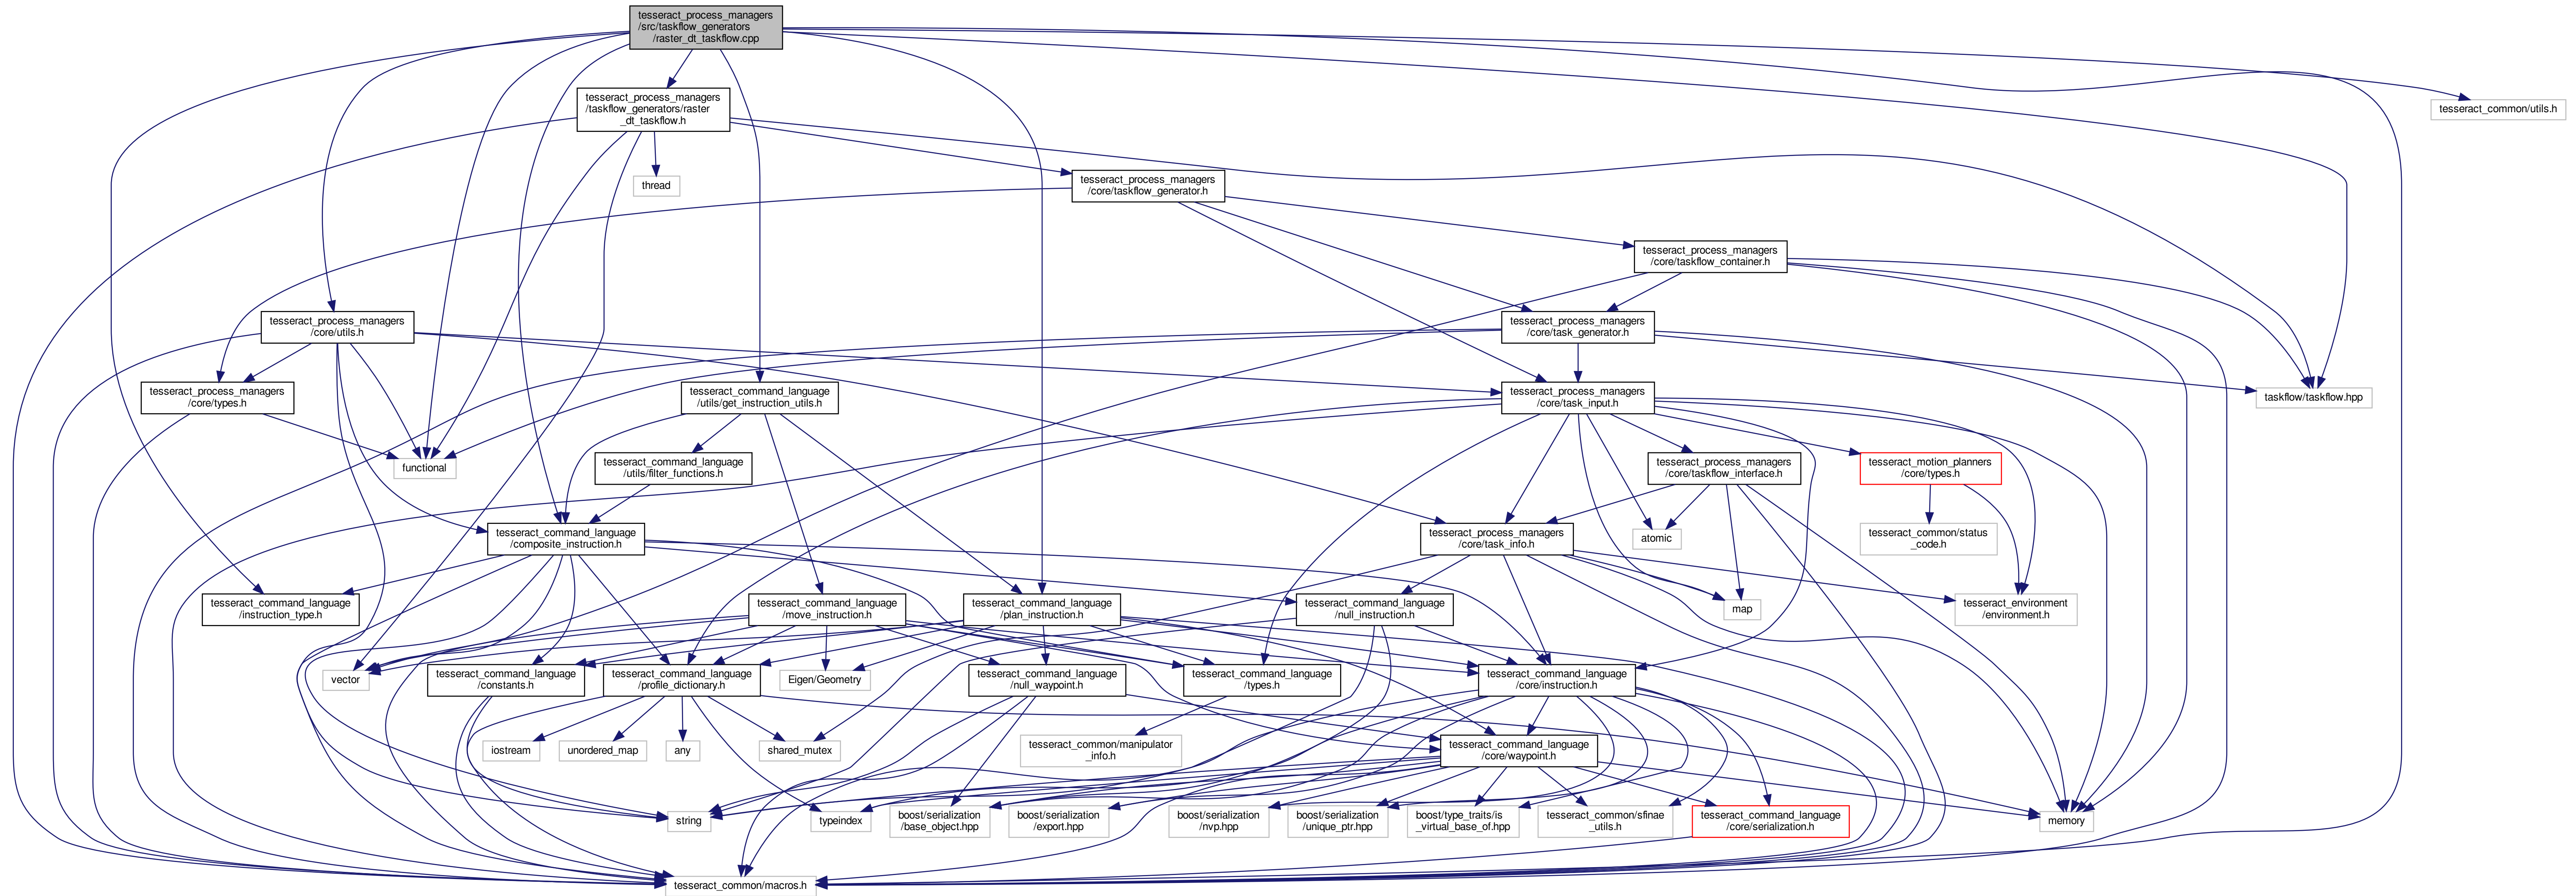 tesseract_process_managers
/src/taskflow_generators
/raster_dt_taskflow.cpp
tesseract_process_managers
/taskflow_generators/raster
_dt_taskflow.h
tesseract_common/utils.h
thread
tesseract_process_managers
/core/taskflow_generator.h
tesseract_process_managers
/core/taskflow_container.h
tesseract_process_managers
/core/utils.h
tesseract_process_managers
/core/task_generator.h
tesseract_process_managers
/core/types.h
tesseract_command_language
/utils/get_instruction_utils.h
tesseract_process_managers
/core/task_input.h
taskflow/taskflow.hpp
functional
tesseract_command_language
/utils/filter_functions.h
tesseract_process_managers
/core/taskflow_interface.h
tesseract_motion_planners
/core/types.h
tesseract_command_language
/composite_instruction.h
tesseract_process_managers
/core/task_info.h
atomic
tesseract_common/status
_code.h
tesseract_command_language
/instruction_type.h
tesseract_command_language
/move_instruction.h
tesseract_command_language
/plan_instruction.h
tesseract_command_language
/null_instruction.h
map
tesseract_environment
/environment.h
vector
tesseract_command_language
/constants.h
tesseract_command_language
/profile_dictionary.h
Eigen/Geometry
tesseract_command_language
/null_waypoint.h
tesseract_command_language
/types.h
tesseract_command_language
/core/instruction.h
iostream
unordered_map
any
shared_mutex
tesseract_common/manipulator
_info.h
tesseract_command_language
/core/waypoint.h
string
typeindex
boost/serialization
/base_object.hpp
boost/serialization
/export.hpp
boost/serialization
/nvp.hpp
boost/serialization
/unique_ptr.hpp
boost/type_traits/is
_virtual_base_of.hpp
tesseract_common/sfinae
_utils.h
tesseract_command_language
/core/serialization.h
memory
tesseract_common/macros.h